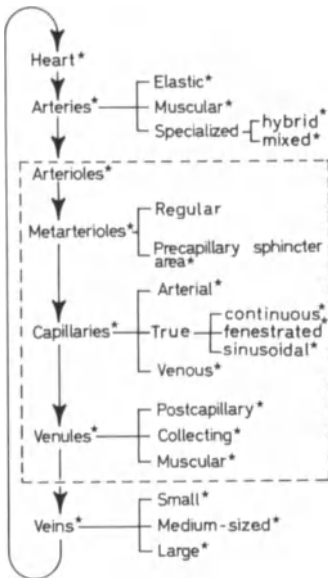 Heart*
Elastic*
Arteries* Muscular*
Specialized hybrid*
mixed*
Arterioles*
Regular
Metarterioles*
Precapillary sphincter
area*
Arterial*
continuous*
Capillaries* True fenestrated*
sinusoidal*
Venous*
Postcapillary*
Venules* Collecting*
Muscular*
Small*
Veins* Medium-sized*
Large*